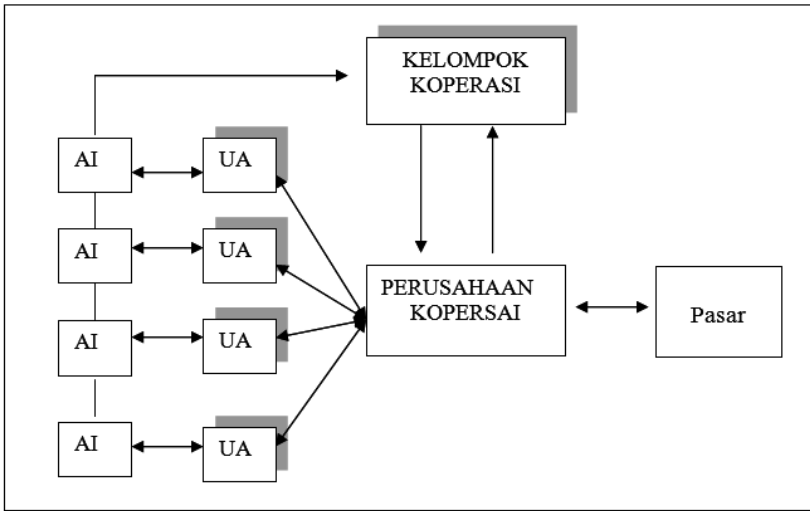 KELOMPOK
KOPERASI
AI
UA
AI
UA
PERUSAHAAN
KOPERSAI
Pasar
AI
UA
AI
UA